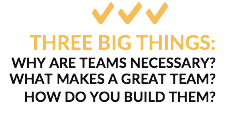 THREE BIG THINGS:
WHY ARE TEAMS NECESSARY?
WHAT MAKES A GREAT TEAM?
HOW DO YOU BUILD THEM?